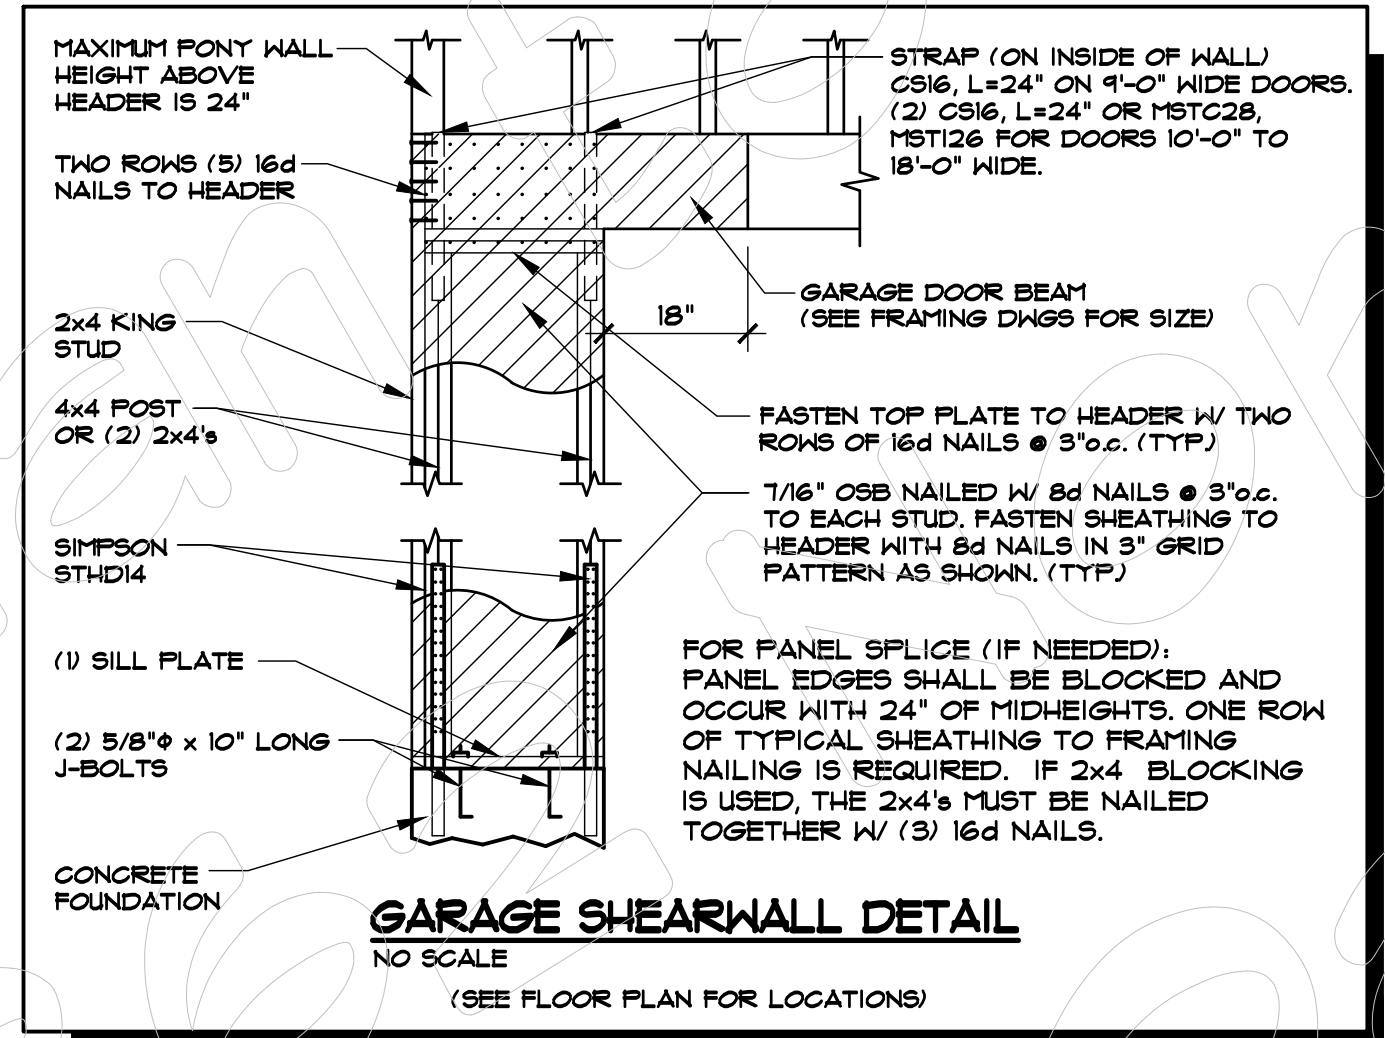 MAXIMUM PONY WALL
HEIGHT ABOVE
HEADER IS 24"
STRAP (ON INSIDE OF WALL)
CS16, L=24" ON 9'-0" WIDE DOORS.
(2) CS16, L=24" OR MSTC28,
MSTI26 FOR DOORS 10'-0" TO
18'-0" WIDE.
TWO ROWS (5) 16d
NAILS TO HEADER
GARAGE DOOR BEAM
(SEE FRAMING DWGS FOR SIZE)
18"
2x4 KING
STUD
4x4 POST
OR (2) 2x4's
FASTEN TOP PLATE TO HEADER W/ TWO
ROWS OF 16d NAILS @ 3"o.c. (TYP.)
7/16" OSB NAILED W/ 8d NAILS @ 3"o.c.
TO EACH STUD. FASTEN SHEATHING TO
HEADER WITH 8d NAILS IN 3" GRID
PATTERN AS SHOWN. (TYP.)
SIMPSON
STHD14
(1) SILL PLATE
(2) 5/8"Φ x 10" LONG
J-BOLTS
FOR PANEL SPLICE (IF NEEDED):
PANEL EDGES SHALL BE BLOCKED AND
OCCUR WITH 24" OF MIDHEIGHTS. ONE ROW
OF TYPICAL SHEATHING TO FRAMING
NAILING IS REQUIRED. IF 2x4 BLOCKING
IS USED, THE 2x4's MUST BE NAILED
TOGETHER W/ (3) 16d NAILS.
CONCRETE
FOUNDATION
GARAGE SHEARWALL DETAIL
NO SCALE
(SEE FLOOR PLAN FOR LOCATIONS)